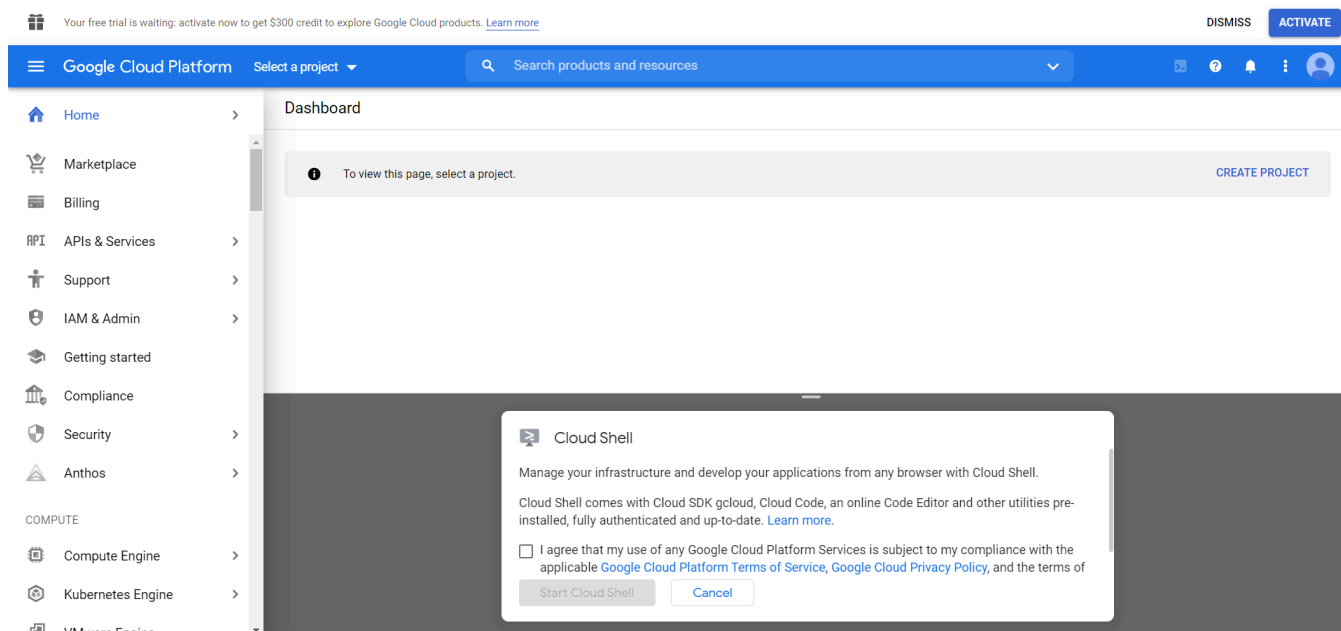 Your free trial is waiting: activate now to get $300 credit to explore Google Cloud products. Learn more
DISMISS
ACTIVATE
Google Cloud Platform
Select a project
Search products and resources
Home
Dashboard
Marketplace
To view this page, select a project.
CREATE PROJECT
Billing
API
APIs & Services
Support
IAM & Admin
Getting started
Compliance
Security
Anthos
COMPUTE
Compute Engine
Kubernetes Engine
VMware Engine
Cloud Shell
Manage your infrastructure and develop your applications from any browser with Cloud Shell.
Cloud Shell comes with Cloud SDK gcloud, Cloud Code, an online Code Editor and other utilities pre-
installed, fully authenticated and up-to-date. Learn more.
I agree that my use of any Google Cloud Platform Services is subject to my compliance with the
applicable Google Cloud Platform Terms of Service, Google Cloud Privacy Policy, and the terms of
Start Cloud Shell
Cancel